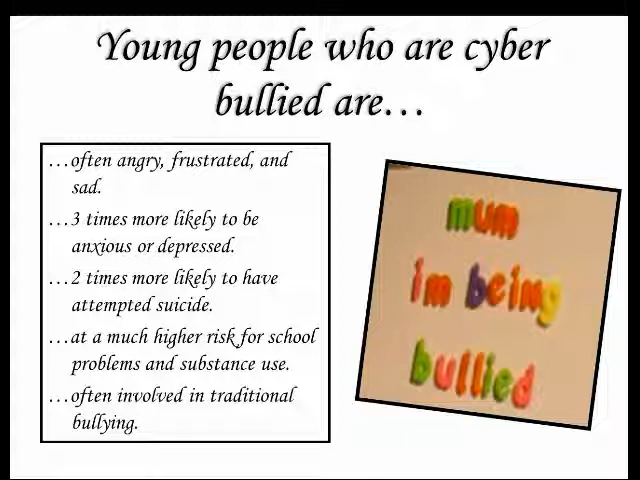 Young people who are cyber
bullied are…
…often angry, frustrated, and
sad.
…3 times more likely to be
anxious or depressed.
…2 times more likely to have
attempted suicide.
…at a much higher risk for school
problems and substance use.
…often involved in traditional
bullying.
mum
im being
bullied